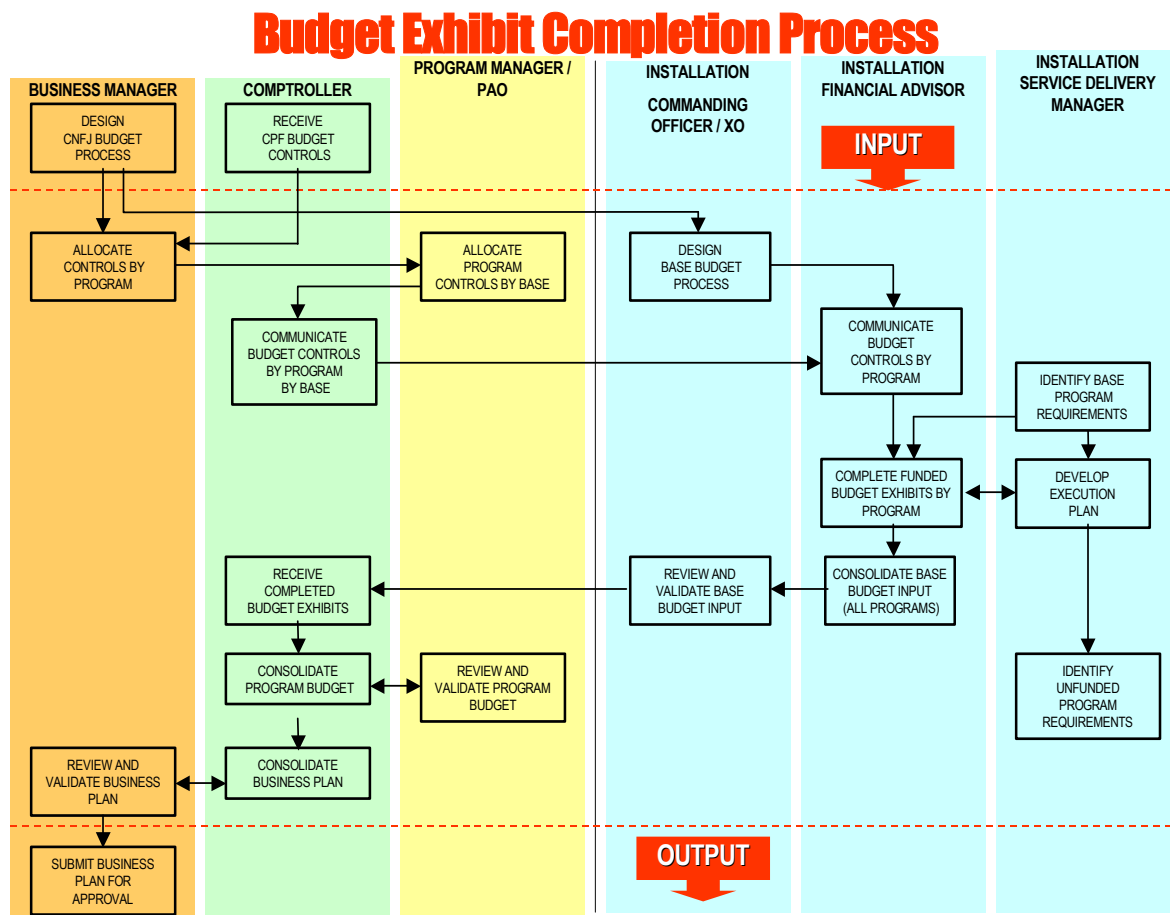 Budget Exhibit Completion Process
BUSINESS MANAGER
COMPTROLLER
PROGRAM MANAGER /
PAO
INSTALLATION
COMMANDING
OFFICER / XO
INSTALLATION
FINANCIAL ADVISOR
INSTALLATION
SERVICE DELIVERY
MANAGER
DESIGN
CNFJ BUDGET
PROCESS
RECEIVE
CPF BUDGET
CONTROLS
INPUT
ALLOCATE
CONTROLS BY
PROGRAM
ALLOCATE
PROGRAM
CONTROLS BY BASE
DESIGN
BASE BUDGET
PROCESS
COMMUNICATE
BUDGET CONTROLS
BY PROGRAM
BY BASE
COMMUNICATE
BUDGET
CONTROLS BY
PROGRAM
IDENTIFY BASE
PROGRAM
REQUIREMENTS
COMPLETE FUNDED
BUDGET EXHIBITS BY
PROGRAM
DEVELOP
EXECUTION
PLAN
RECEIVE
COMPLETED
BUDGET EXHIBITS
REVIEW AND
VALIDATE BASE
BUDGET INPUT
CONSOLIDATE BASE
BUDGET INPUT
(ALL PROGRAMS)
CONSOLIDATE
PROGRAM BUDGET
REVIEW AND
VALIDATE PROGRAM
BUDGET
IDENTIFY
UNFUNDED
PROGRAM
REQUIREMENTS
REVIEW AND
VALIDATE BUSINESS
PLAN
CONSOLIDATE
BUSINESS PLAN
SUBMIT BUSINESS
PLAN FOR
APPROVAL
OUTPUT